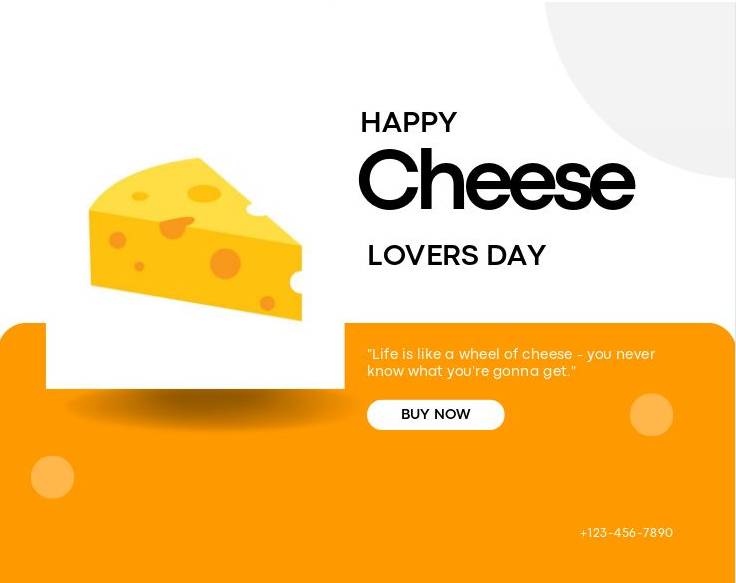 HAPPY
Cheese
LOVERS DAY
"Life is like a wheel of cheese - you never
know what you're gonna get."
BUY NOW
+123-456-7890